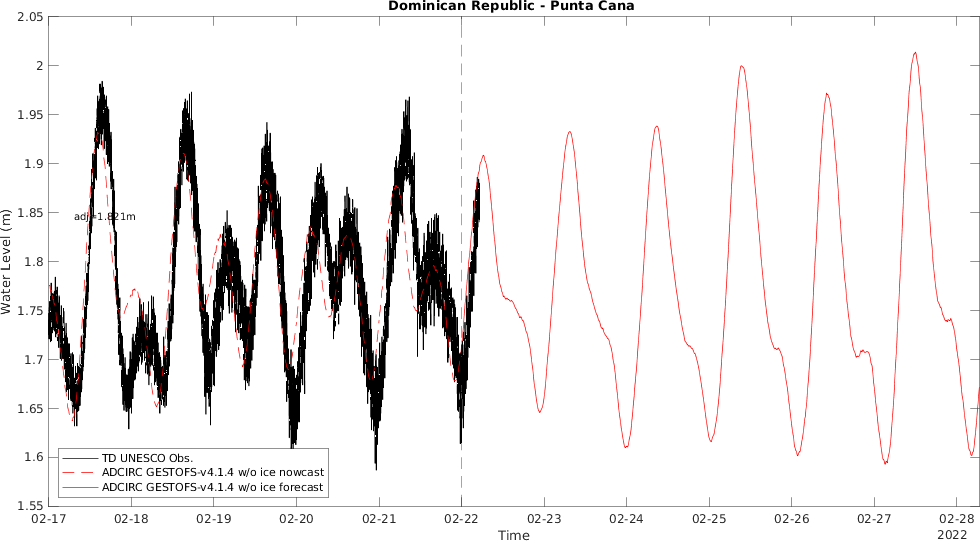 Dominican Republic - Punta Cana
Water Level (m)
2.05
2
1.95
1.9
1.85
1.8
1.75
1.7
1.65
1.6
1.55
adj=1.821m
TD UNESCO Obs.
ADCIRC GESTOFS-v4.1.4 w/o ice nowcast
ADCIRC GESTOFS-v4.1.4 w/o ice forecast
02-17 02-18 02-19 02-20 02-21 02-22 02-23 02-24 02-25 02-26 02-27 02-28
Time
2022